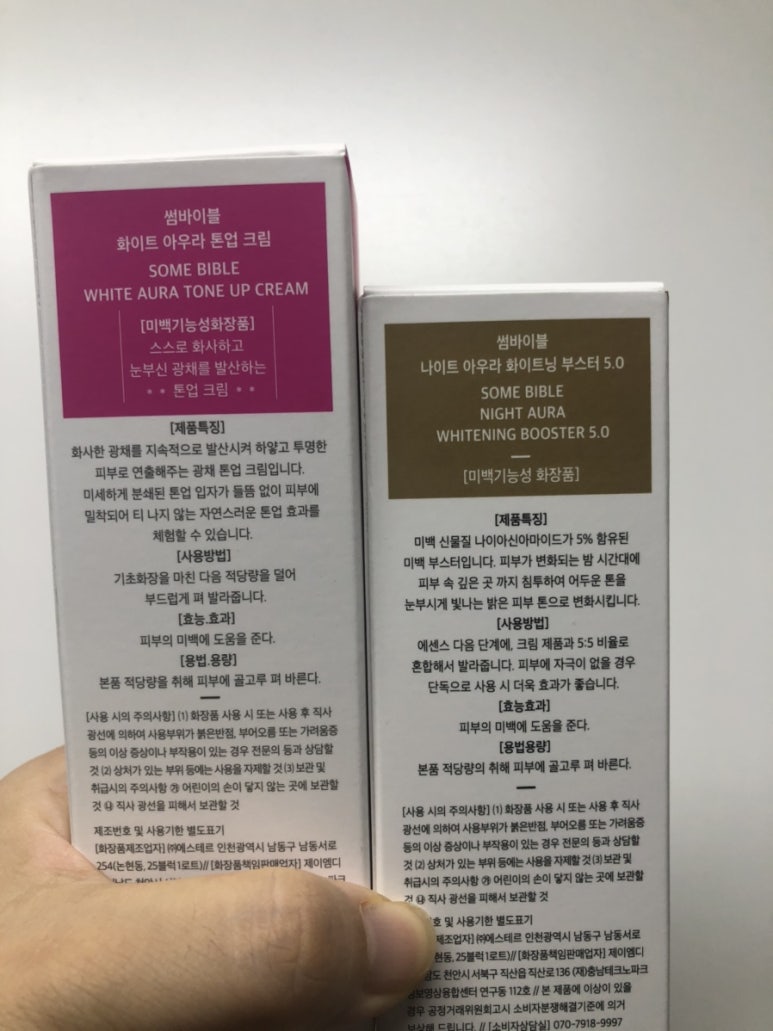 썸바이블
화이트 아우라 톤업 크림
SOME BIBLE
WHITE AURA TONE UP CREAM
[미백기능성화장품]
스스로 화사하고
눈부신 광채를 발산하는
* * 톤업 크림 * *
[제품특징]
화사한 광채를 지속적으로 발산시켜 하얗고 투명한
피부로 연출해주는 광채 톤업 크림입니다.
미세하게 분쇄된 톤업 입자가 들뜸 없이 피부에
밀착되어 티 나지 않는 자연스러운 톤업 효과를
체험할 수 있습니다.
[사용방법]
기초화장을 마친 다음 적당량을 덜어
부드럽게 펴 발라줍니다.
[효능.효과]
피부의 미백에 도움을 준다.
[용법.용량]
본품 적당량을 취해 피부에 골고루 펴 바른다.
[사용 시의 주의사항] (1) 화장품 사용 시 또는 사용 후 직사
광선에 의하여 사용부위가 붉은반점, 부어오름 또는 가려움증
등의 이상 증상이나 부작용이 있는 경우 전문의 등과 상담할
것 (2) 상처가 있는 부위 등에는 사용을 자제할 것 (3) 보관 및
취급시의 주의사항 ㉮ 어린이의 손이 닿지 않는 곳에 보관할
것 ㉯ 직사 광선을 피해서 보관할 것
제조번호 및 사용기한 별도표기
[화장품제조업자] ㈜에스테르 인천광역시 남동구 남동서로
254(논현동, 25블럭1로트)// [화장품책임판매업자] 제이엠디
썸바이블
나이트 아우라 화이트닝 부스터 5.0
SOME BIBLE
NIGHT AURA
WHITENING BOOSTER 5.0
[미백기능성 화장품]
[제품특징]
미백 신물질 나이아신아마이드가 5% 함유된
미백 부스터입니다. 피부가 변화되는 밤 시간대에
피부 속 깊은 곳 까지 침투하여 어두운 톤을
눈부시게 빛나는 밝은 피부 톤으로 변화시킵니다.
[사용방법]
에센스 다음 단계에, 크림 제품과 5:5 비율로
혼합해서 발라줍니다. 피부에 자극이 없을 경우
단독으로 사용 시 더욱 효과가 좋습니다.
[효능효과]
피부의 미백에 도움을 준다.
[용법용량]
본품 적당량의 취해 피부에 골고루 펴 바른다.
[사용 시의 주의사항] (1) 화장품 사용 시 또는 사용 후 직사
광선에 의하여 사용부위가 붉은반점, 부어오름 또는 가려움증
등의 이상 증상이나 부작용이 있는 경우 전문의 등과 상담할
것 (2) 상처가 있는 부위 등에는 사용을 자제할 것 (3) 보관 및
취급시의 주의사항 ㉮ 어린이의 손이 닿지 않는 곳에 보관할
것 ㉯ 직사 광선을 피해서 보관할 것
및 사용기한 별도표기
제조업자] ㈜에스테르 인천광역시 남동구 남동서로
25블럭1로트)// [화장품책임판매업자] 제이엠디
천안시 서북구 직산읍 직산로 136 (재)충남테크노파크
연구동 112호 // 본 제품에 이상이 있을
경우 공정거래위원회고시 소비자분쟁해결기준에 의거
보상해 드립니다. // [소비자상담실] 070-7918-9997